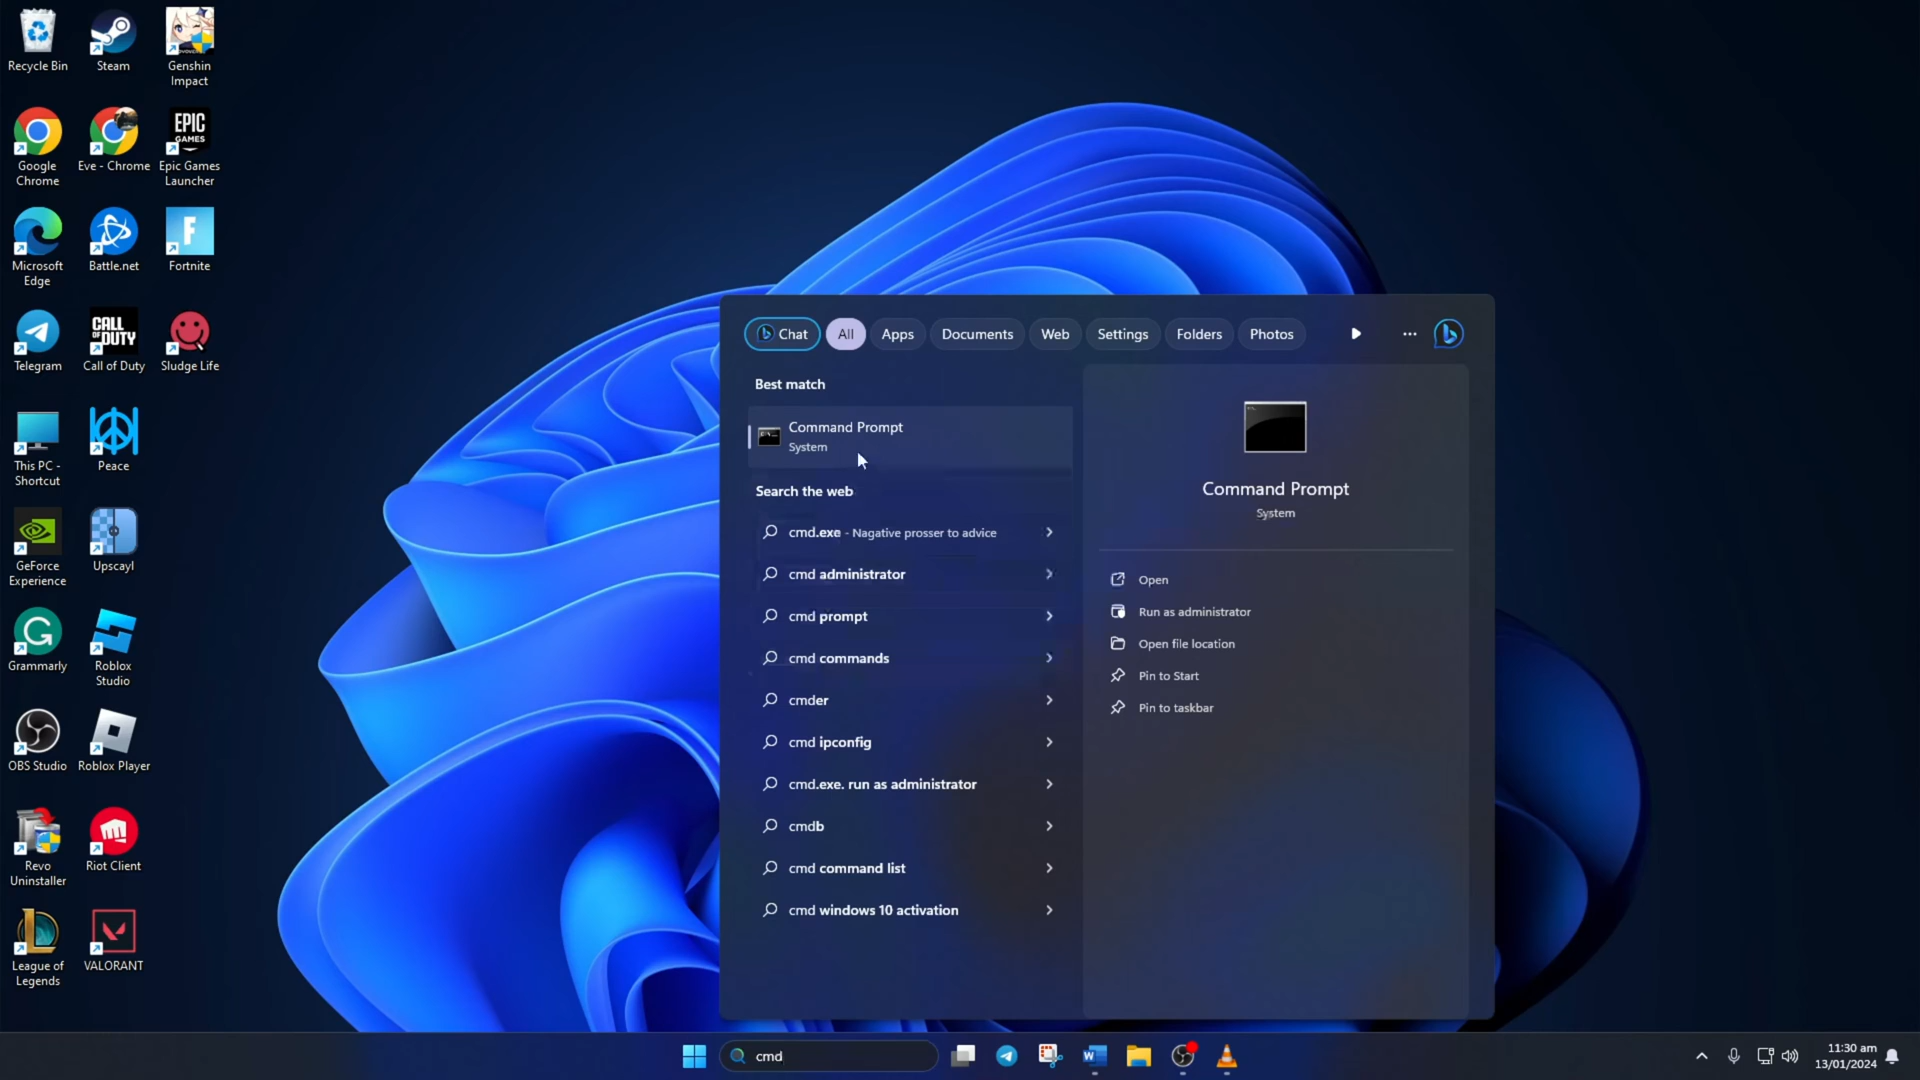 Recycle Bin
Steam
Genshin
Impact
Google
Chrome
Eve - Chrome
EPIC
GAMES
Epic Games
Launcher
Microsoft
Edge
Battle.net
F
Fortnite
Telegram
CALL
OF DUTY
Call of Duty
Sludge Life
This PC -
Shortcut
Peace
GeForce
Experience
Upscayl
Grammarly
Roblox
Studio
OBS Studio
Roblox Player
Revo
Uninstaller
Riot Client
League of
Legends
VALORANT
Chat
All
Apps
Documents
Web
Settings
Folders
Photos
Best match
Command Prompt
System
Search the web
cmd.exe - Nagative prosser to advice
cmd administrator
cmd prompt
cmd commands
cmder
cmd ipconfig
cmd.exe. run as administrator
cmdb
cmd command list
cmd windows 10 activation
Command Prompt
System
Open
Run as administrator
Open file location
Pin to Start
Pin to taskbar
cmd
11:30 am
13/01/2024